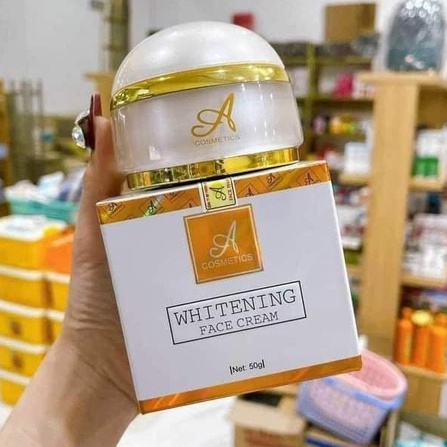 A
COSMETICS
A
COSMETICS
WHITENING
FACE CREAM
|Net: 50g|